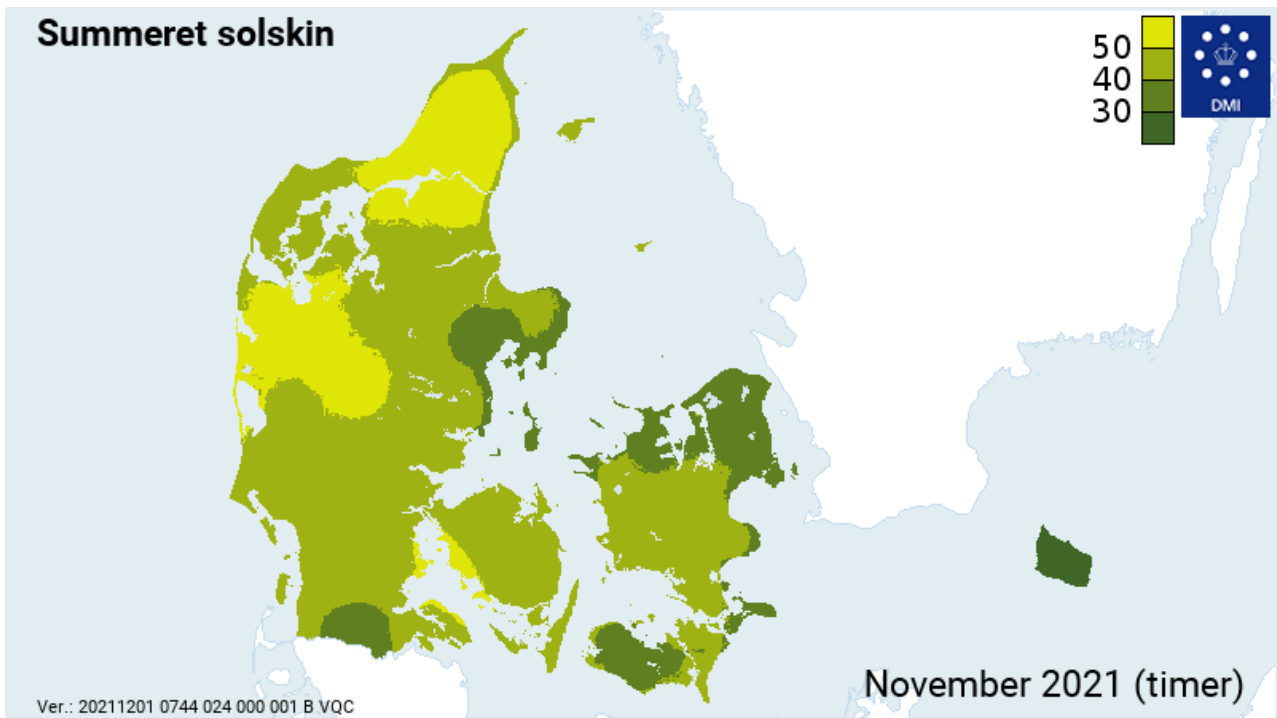 Summeret solskin
50
40
30
DMI
November 2021 (timer)
Ver.: 20211201 0744 024 000 001 B VQC